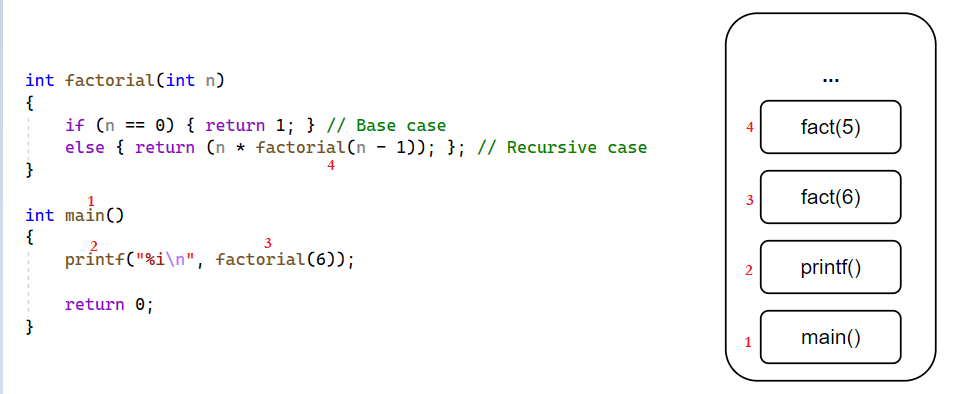 int factorial(int n)
{
    if (n == 0) { return 1; } // Base case
    else { return (n * factorial(n - 1)); }; // Recursive case
4
}
1
int main()
{
2 3
    printf("%i\n", factorial(6));
    return 0;
}
...
4 fact(5)
3 fact(6)
2 printf()
1 main()